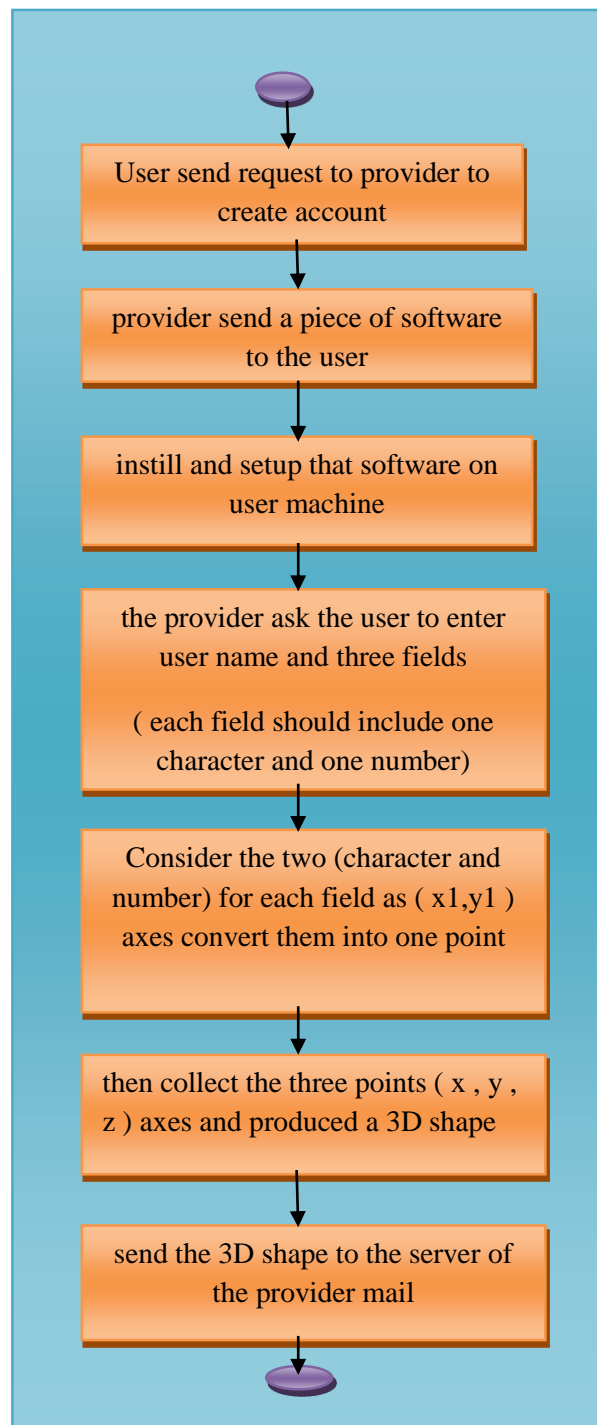 User send request to provider to
create account
provider send a piece of software
to the user
instill and setup that software on
user machine
the provider ask the user to enter
user name and three fields
( each field should include one
character and one number)
Consider the two (character and
number) for each field as ( x1,y1 )
axes convert them into one point
then collect the three points ( x , y ,
z ) axes and produced a 3D shape
send the 3D shape to the server of
the provider mail